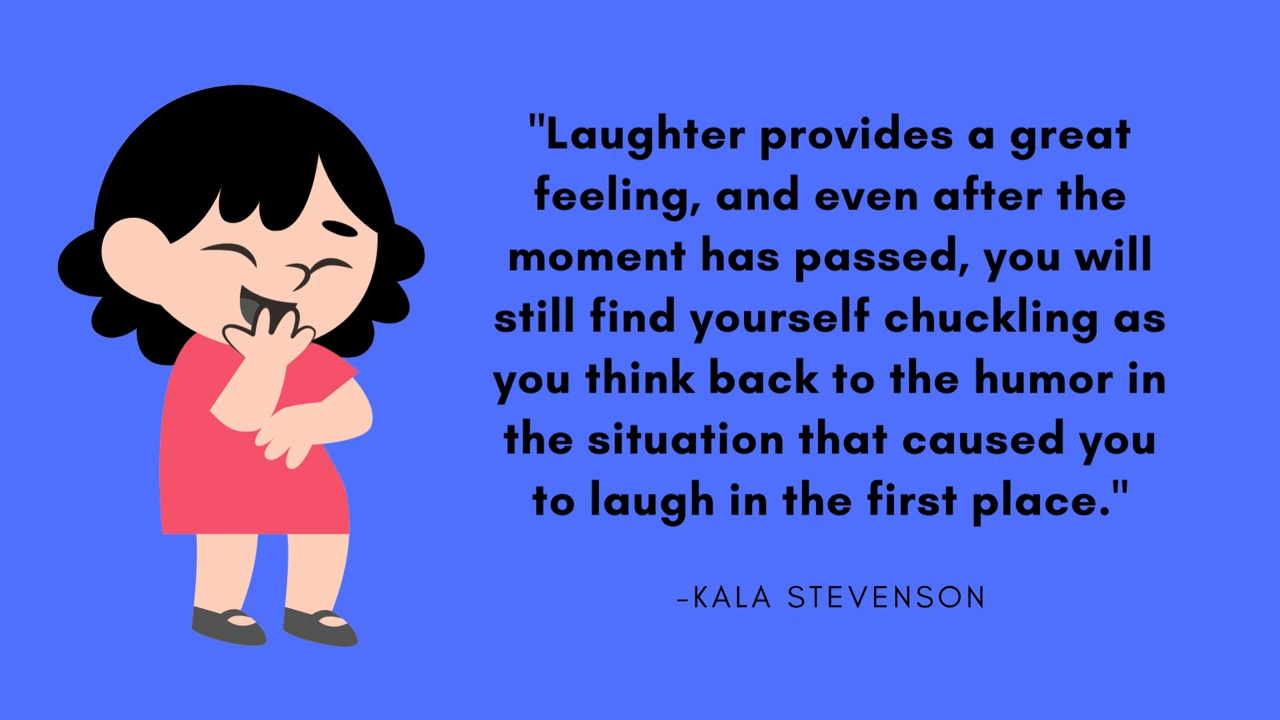 "Laughter provides a great
feeling, and even after the
moment has passed, you will
still find yourself chuckling as
you think back to the humor in
the situation that caused you
to laugh in the first place."
-KALA STEVENSON